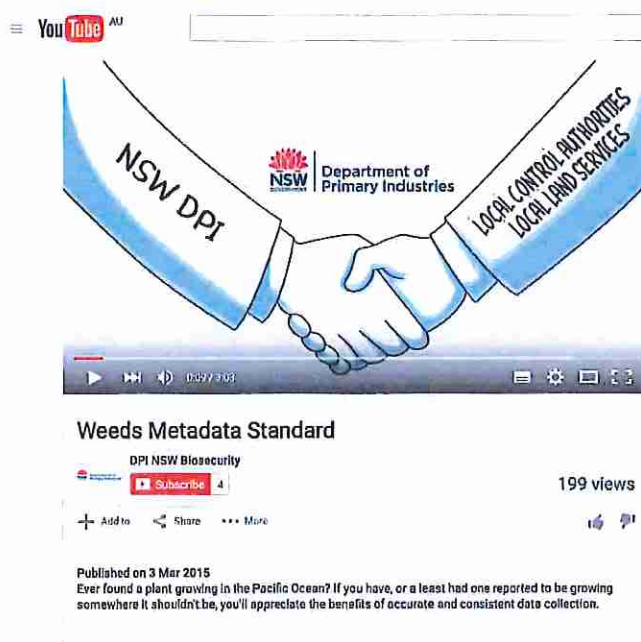 YouTube AU
NSW DPI
NSW
GOVERNMENT
Department of
Primary Industries
LOCAL CONTROL AUTHORITIES
LOCAL LAND SERVICES
Weeds Metadata Standard
DPI NSW Biosecurity
Subscribe 4
199 views
Add to Share More
Published on 3 Mar 2015
Ever found a plant growing in the Pacific Ocean? If you have, or a least had one reported to be growing
somewhere it shouldn't be, you'll appreciate the benefits of accurate and consistent data collection.